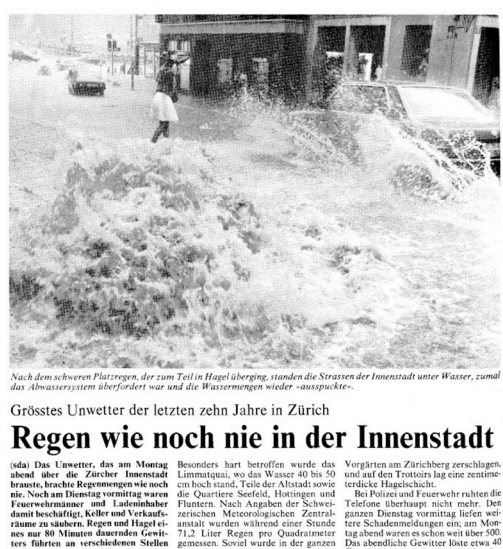 Nach dem schweren Platzregen, der zum Teil in Hagel überging, standen die Strassen der Innenstadt unter Wasser, zumal
das Abwassersystem überfordert war und die Wassermengen wieder «ausspuckte».
Grösstes Unwetter der letzten zehn Jahre in Zürich
Regen wie noch nie in der Innenstadt
(sda) Das Unwetter, das am Montag
abend über die Zürcher Innenstadt
brauste, brachte Regenmengen wie noch
nie. Noch am Dienstag vormittag waren
Feuerwehrmänner und Ladeninhaber
damit beschäftigt, Keller und Verkaufs-
räume zu säubern. Regen und Hagel ei-
nes nur 80 Minuten dauernden Gewit-
ters führten an verschiedenen Stellen
Besonders hart betroffen wurde das
Limmatquai, wo das Wasser 40 bis 50
cm hoch stand, Teile der Altstadt sowie
die Quartiere Seefeld, Hottingen und
Fluntern. Nach Angaben der Schwei-
zerischen Meteorologischen Zentral-
anstalt wurden während einer Stunde
71,2 Liter Regen pro Quadratmeter
gemessen. Soviel wurde in der ganzen
Vorgärten am Zürichberg zerschlagen,
und auf den Trottoirs lag eine zentime-
terdicke Hagelschicht.
Bei Polizei und Feuerwehr ruhten die
Telefone überhaupt nicht mehr. Den
ganzen Dienstag vormittag liefen wei-
tere Schadenmeldungen ein; am Mon-
tag abend waren es schon weit über 500.
Das abendliche Gewitter löste etwa 40